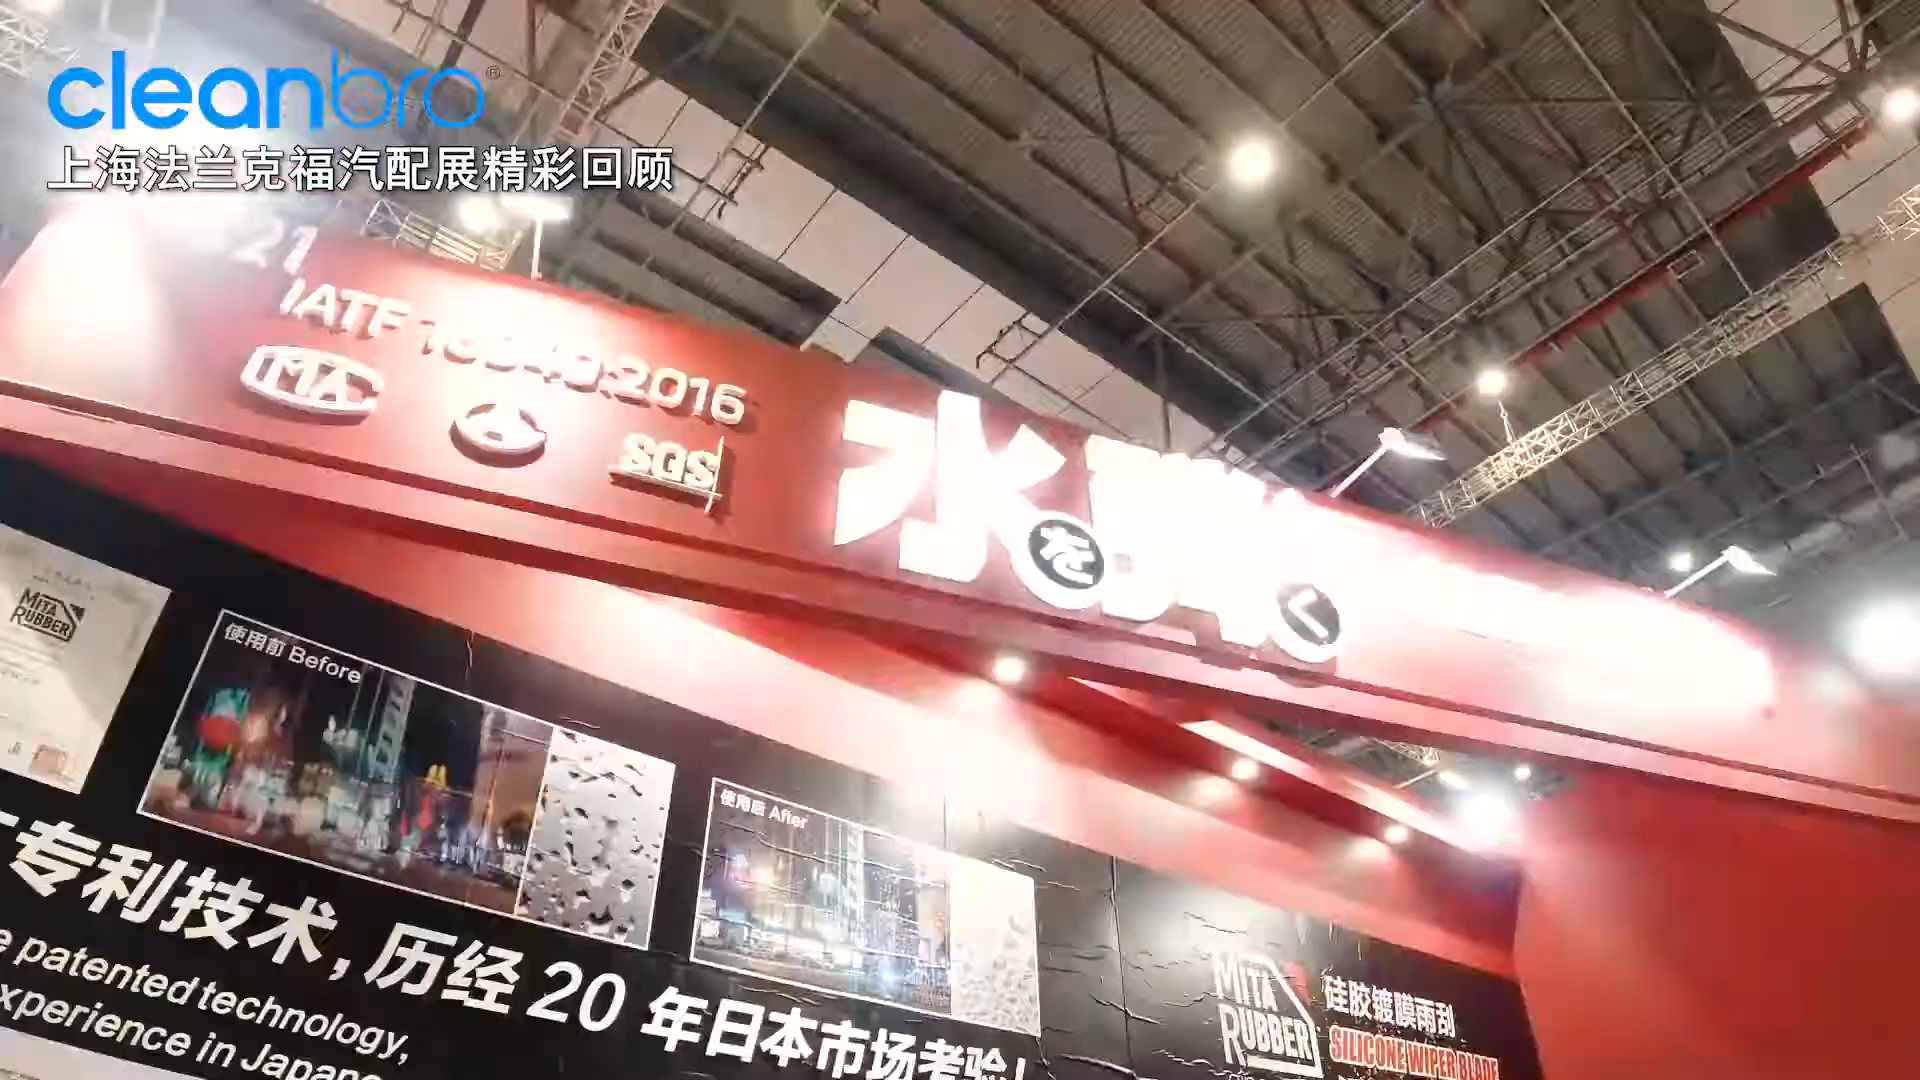 cleanbro®
上海法兰克福汽配展精彩回顾
IATF 16949:2016
CMA
SGS
水を弾く
MITA
RUBBER
使用前 Before
使用后 After
专利技术，历经 20 年日本市场考验！
patented technology,
xperience in Japan
MITA
RUBBER
硅胶镀膜雨刮
SILICONE WIPER BLADE